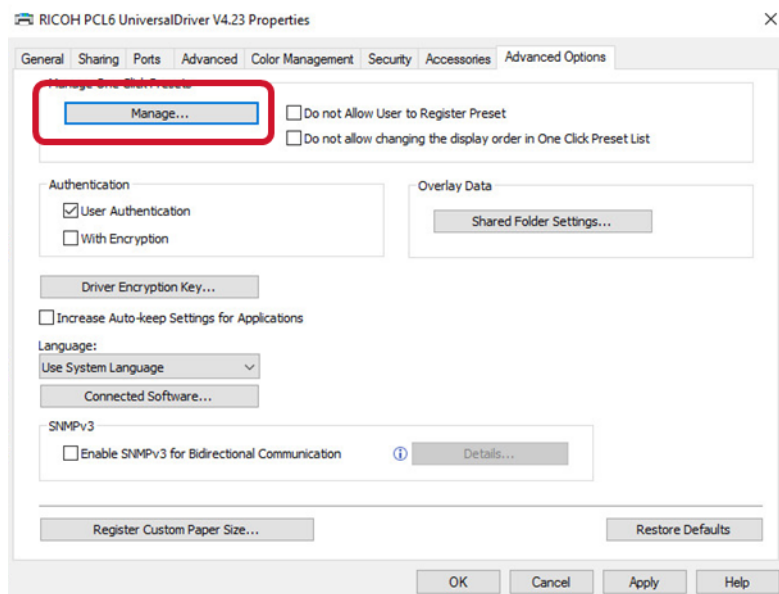 RICOH PCL6 UniversalDriver V4.23 Properties
General Sharing Ports Advanced Color Management Security Accessories Advanced Options
Manage One Click Presets
Manage...
Do not Allow User to Register Preset
Do not allow changing the display order in One Click Preset List
Authentication
User Authentication
With Encryption
Overlay Data
Shared Folder Settings...
Driver Encryption Key...
Increase Auto-keep Settings for Applications
Language:
Use System Language
Connected Software...
SNMPv3
Enable SNMPv3 for Bidirectional Communication
Details...
Register Custom Paper Size...
Restore Defaults
OK Cancel Apply Help